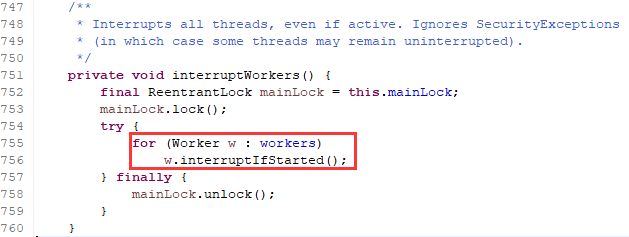 747     /**
748      * Interrupts all threads, even if active. Ignores SecurityExceptions
749      * (in which case some threads may remain uninterrupted).
750      */
751     private void interruptWorkers() {
752         final ReentrantLock mainLock = this.mainLock;
753         mainLock.lock();
754         try {
755             for (Worker w : workers)
756                 w.interruptIfStarted();
757         } finally {
758             mainLock.unlock();
759         }
760     }